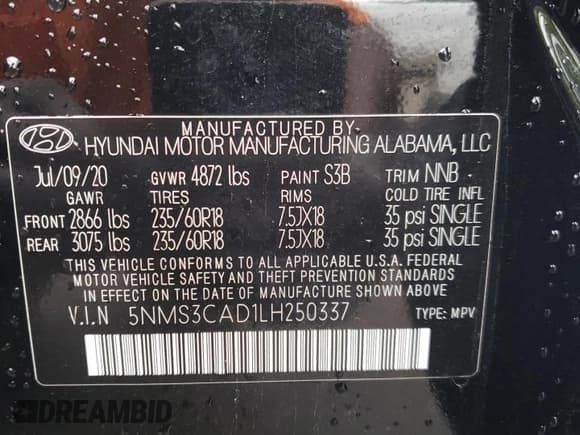 MANUFACTURED BY
HYUNDAI MOTOR MANUFACTURING ALABAMA, LLC
Jul/09/20 GVWR 4872 lbs PAINT S3B TRIM NNB
GAWR TIRES RIMS COLD TIRE INFL
FRONT 2866 lbs 235/60R18 7.5JX18 35 psi SINGLE
REAR 3075 lbs 235/60R18 7.5JX18 35 psi SINGLE
THIS VEHICLE CONFORMS TO ALL APPLICABLE U.S.A. FEDERAL
MOTOR VEHICLE SAFETY AND THEFT PREVENTION STANDARDS
IN EFFECT ON THE DATE OF MANUFACTURE SHOWN ABOVE
V.I.N 5NMS3CAD1LH250337 TYPE: MPV
DREAMBID